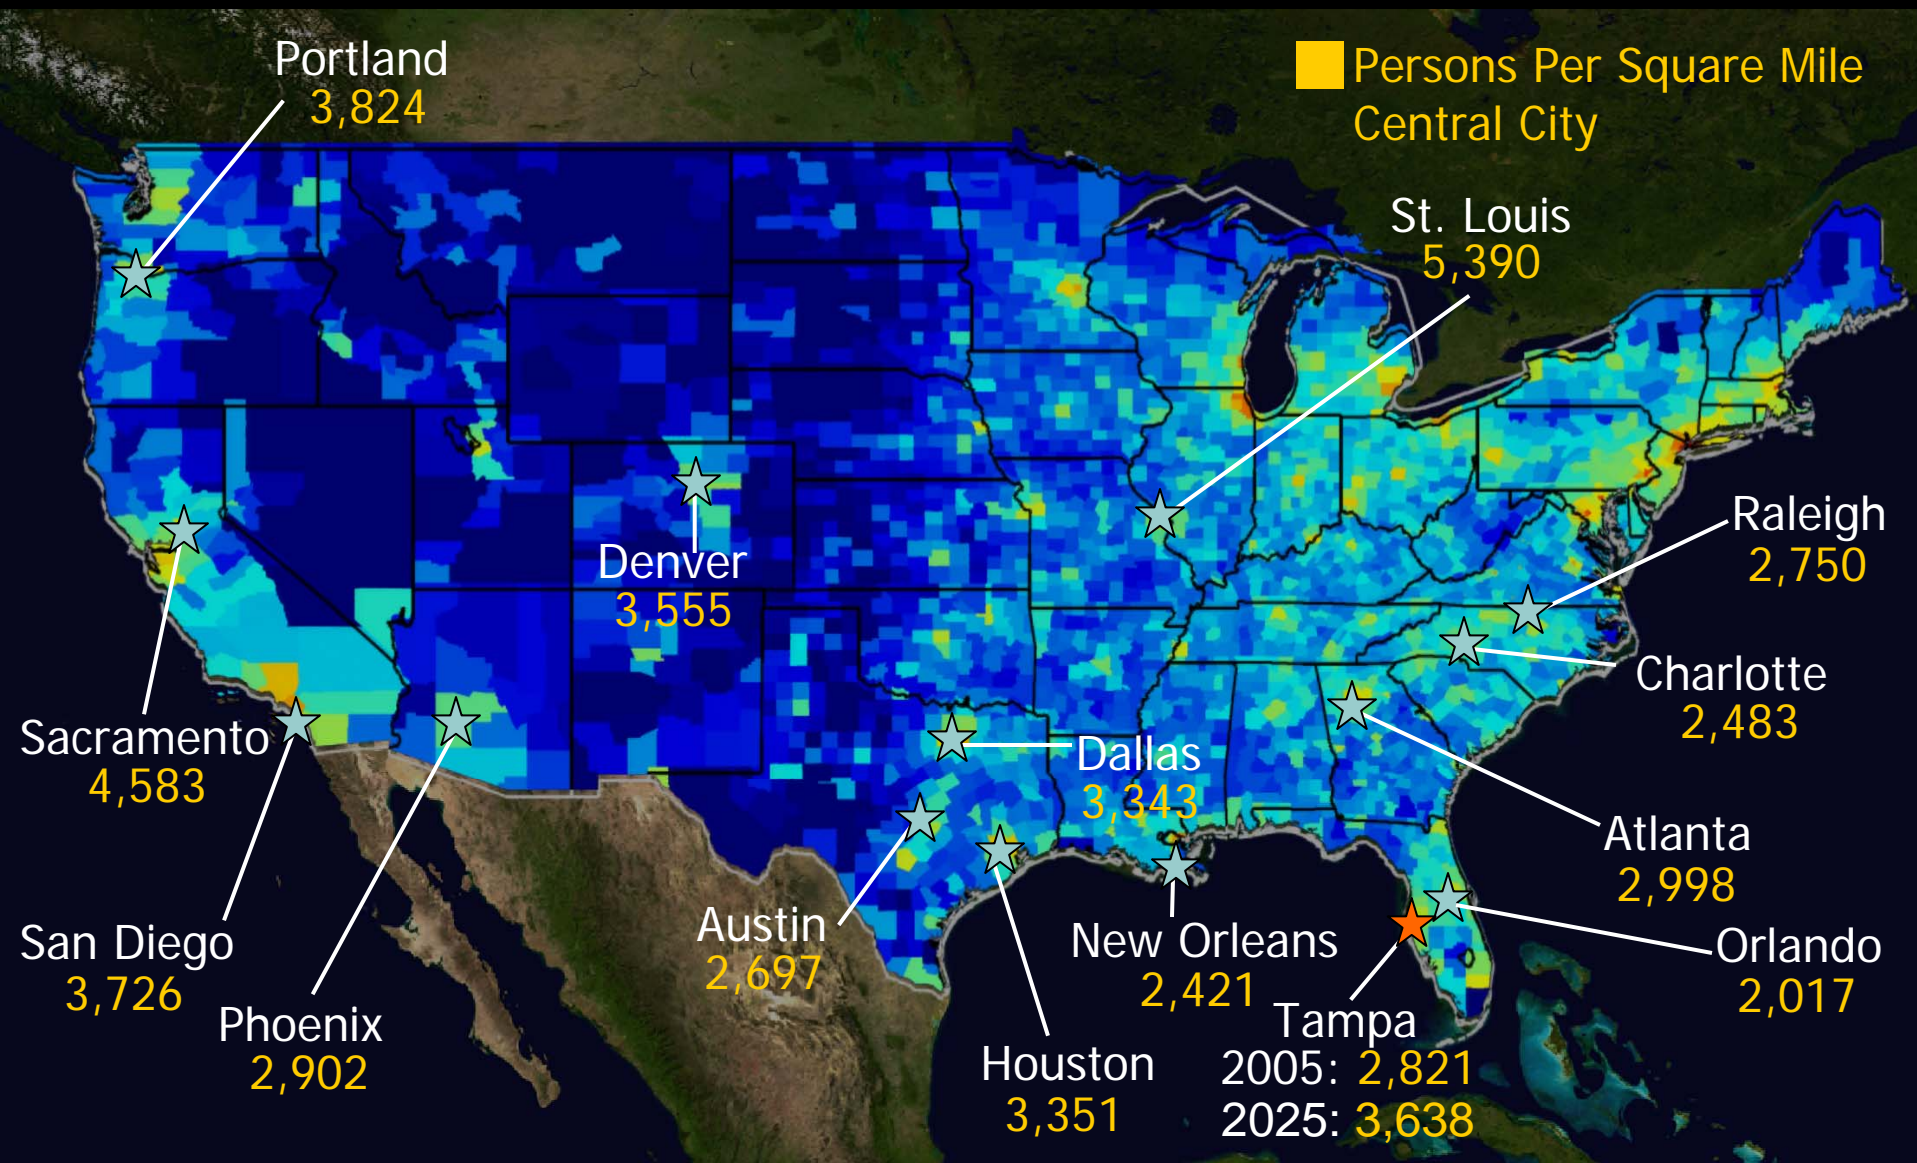 Portland
3,824
Persons Per Square Mile
Central City
St. Louis
5,390
Raleigh
2,750
Denver
3,555
Charlotte
2,483
Sacramento
4,583
Dallas
3,343
Atlanta
2,998
San Diego
3,726
Austin
2,697
New Orleans
2,421
Orlando
2,017
Phoenix
2,902
Houston
3,351
Tampa
2005: 2,821
2025: 3,638